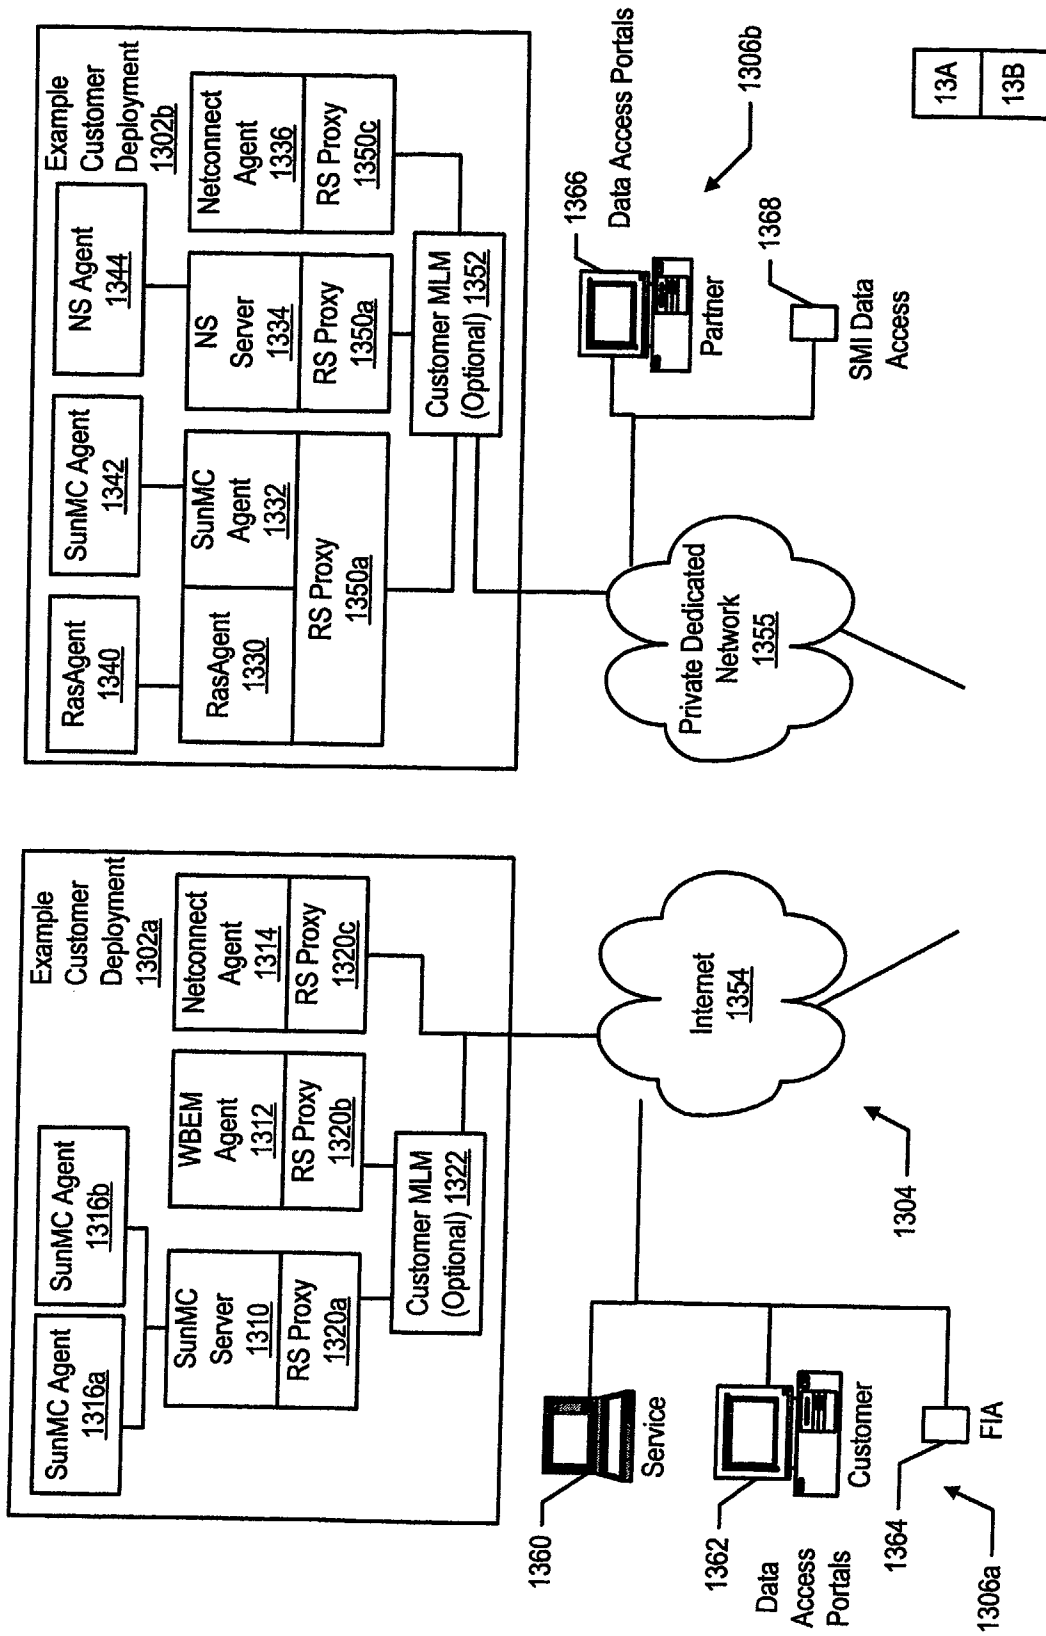 Example
Customer
Deployment
1302a
SunMC Agent
1316a
SunMC Agent
1316b
SunMC
Server
1310
RS Proxy
1320a
WBEM
Agent
1312
RS Proxy
1320b
Netconnect
Agent
1314
RS Proxy
1320c
Customer MLM
(Optional) 1322
Example
Customer
Deployment
1302b
RasAgent
1340
SunMC Agent
1342
NS Agent
1344
RasAgent
1330
SunMC
Agent
1332
RS Proxy
1350a
NS
Server
1334
RS Proxy
1350a
Netconnect
Agent
1336
RS Proxy
1350c
Customer MLM
(Optional) 1352
1360
Service
1362
Customer
Data
Access
Portals
1364
FIA
1306a
Internet
1354
1304
Private Dedicated
Network
1355
1366
Partner
Data Access Portals
1306b
1368
SMI Data
Access
13A
13B